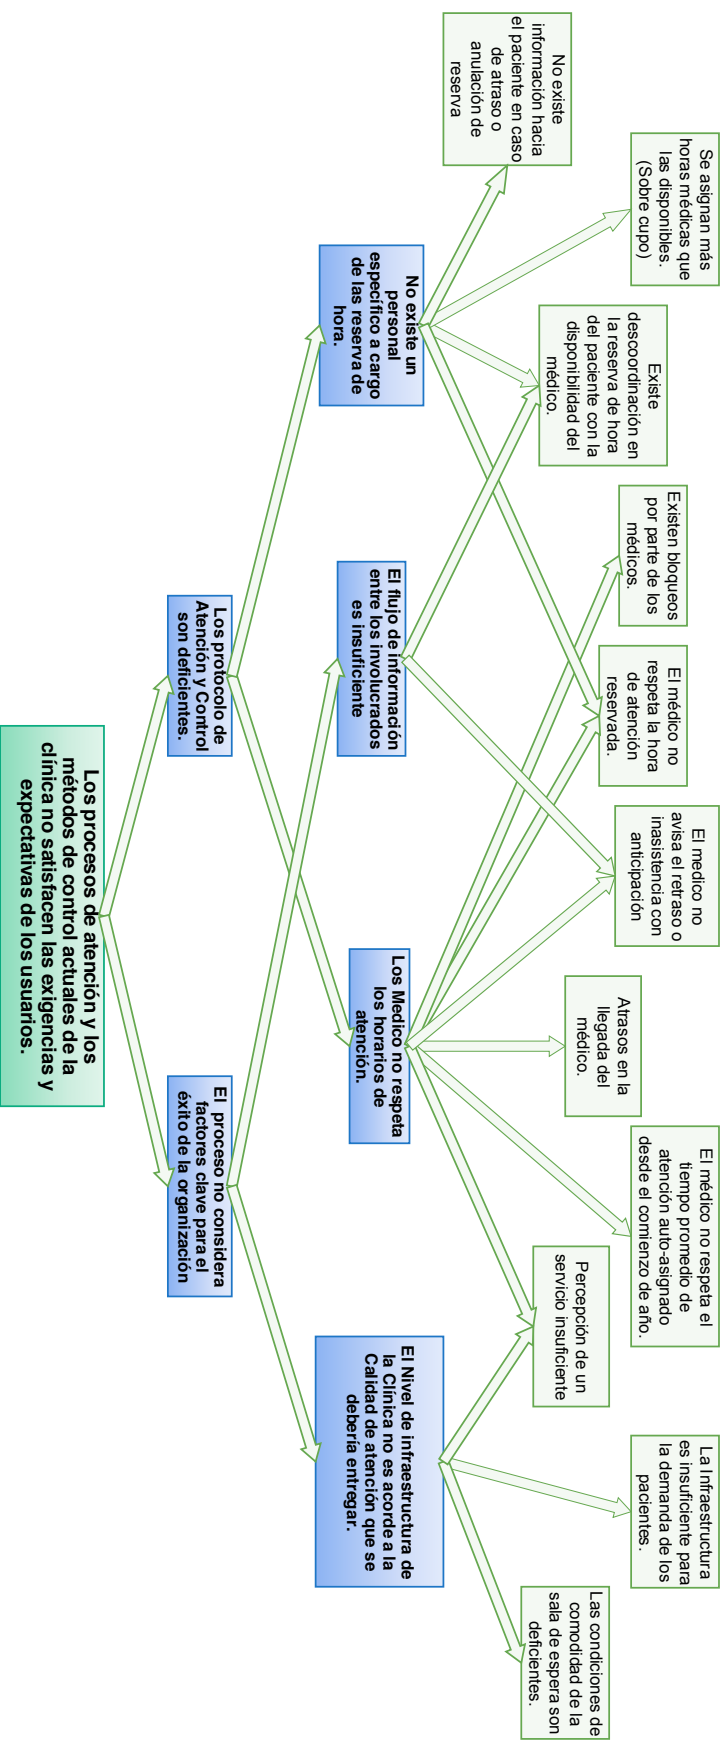 Se asignan más
horas médicas que
las disponibles.
(Sobre cupo)
El médico no respeta el
tiempo promedio de
atención auto-asignado
desde el comienzo de año.
La Infraestructura
es insuficiente para
la demanda de los
pacientes.
El medico no
avisa el retraso o
inasistencia con
anticipación
Existen bloqueos
por parte de los
médicos.
El médico no
respeta la hora
de atención
reservada.
Existe
descoordinación en
la reserva de hora
del paciente con la
disponibilidad del
médico.
Atrasos en la
llegada del
médico.
Percepción de un
servicio insuficiente
Las condiciones de
comodidad de la
sala de espera son
deficientes.
No existe
información hacia
el paciente en caso
de atraso o
anulación de
reserva
No existe un
personal
específico a cargo
de las reserva de
hora.
El flujo de información
entre los involucrados
es insuficiente
Los Medico no respeta
los horarios de
atención.
El Nivel de infraestructura de
la Clínica no es acorde a la
Calidad de atención que se
debería entregar.
Los protocolo de
Atención y Control
son deficientes.
El proceso no considera
factores clave para el
éxito de la organización
Los procesos de atención y los
métodos de control actuales de la
clínica no satisfacen las exigencias y
expectativas de los usuarios.